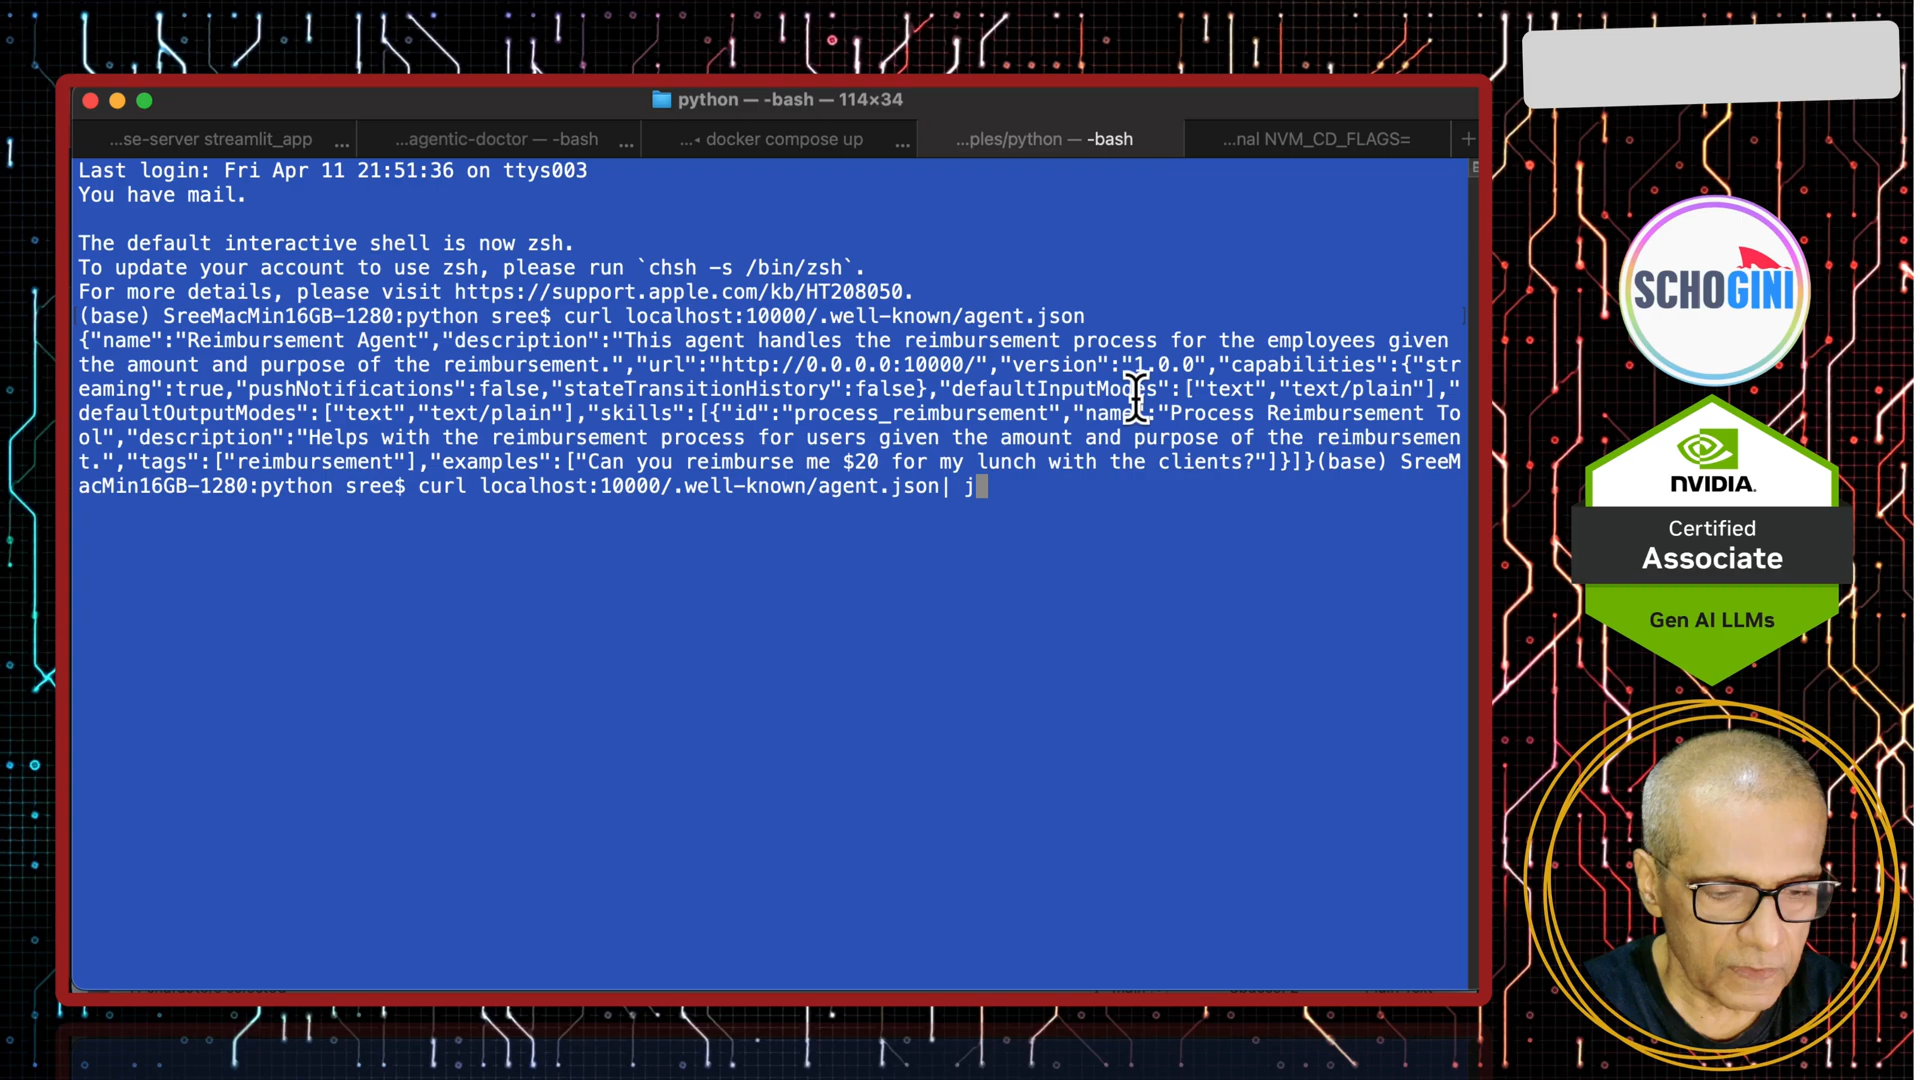 python — -bash — 114×34
...se-server streamlit_app ...
...agentic-doctor — -bash ...
...◂ docker compose up ...
...ples/python — -bash
...nal NVM_CD_FLAGS=
+
Last login: Fri Apr 11 21:51:36 on ttys003
You have mail.
The default interactive shell is now zsh.
To update your account to use zsh, please run `chsh -s /bin/zsh`.
For more details, please visit https://support.apple.com/kb/HT208050.
(base) SreeMacMin16GB-1280:python sree$ curl localhost:10000/.well-known/agent.json
{"name":"Reimbursement Agent","description":"This agent handles the reimbursement process for the employees given
the amount and purpose of the reimbursement.","url":"http://0.0.0.0:10000/","version":"1.0.0","capabilities":{"str
eaming":true,"pushNotifications":false,"stateTransitionHistory":false},"defaultInputModes":["text","text/plain"],"
defaultOutputModes":["text","text/plain"],"skills":[{"id":"process_reimbursement","name":"Process Reimbursement To
ol","description":"Helps with the reimbursement process for users given the amount and purpose of the reimbursemen
t.","tags":["reimbursement"],"examples":["Can you reimburse me $20 for my lunch with the clients?"]}]}(base) SreeM
acMin16GB-1280:python sree$ curl localhost:10000/.well-known/agent.json| j
SCHOGINI
NVIDIA.
Certified
Associate
Gen AI LLMs